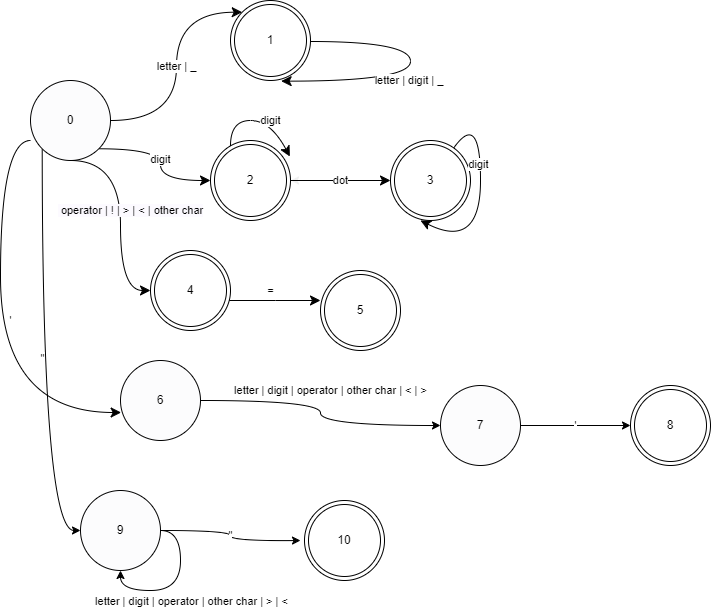 1
letter | _
letter | digit | _
0
digit
digit
2
dot
3
digit
operator | ! | > | < | other char
4
=
5
'
"
6
letter | digit | operator | other char | < | >
7
'
8
9
"
10
letter | digit | operator | other char | > | <